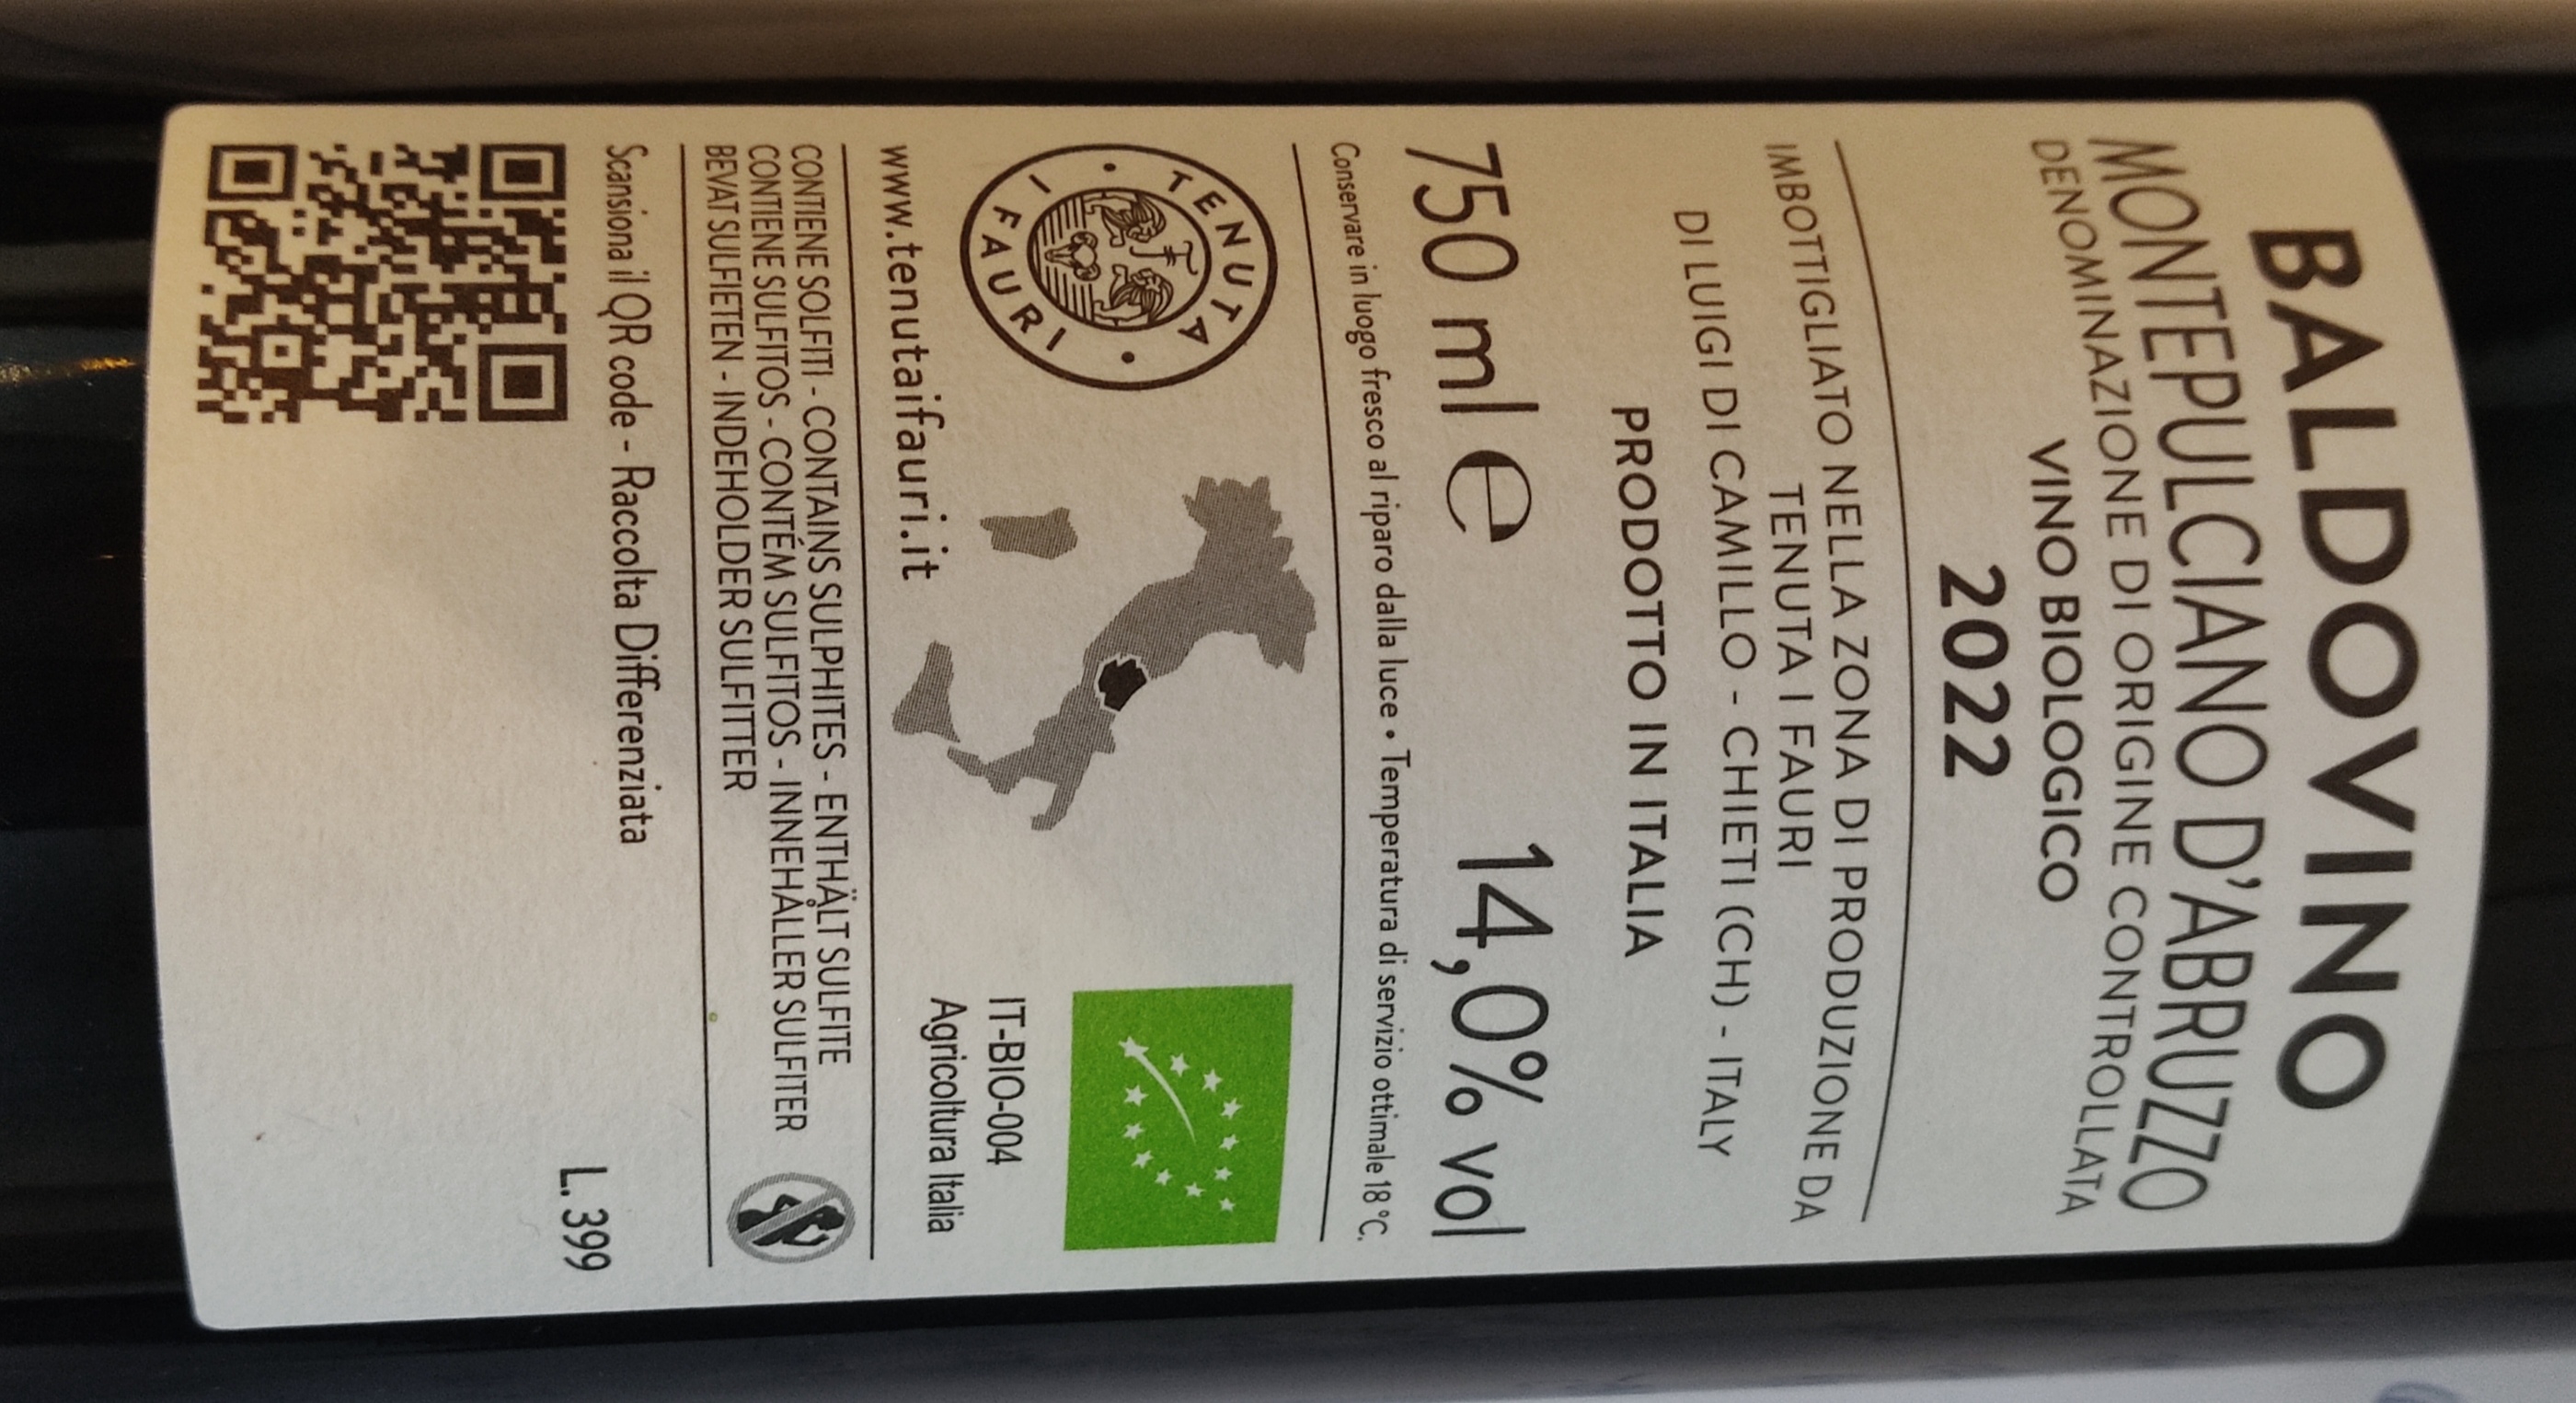 BALDOVINO
MONTEPULCIANO D'ABRUZZO
DENOMINAZIONE DI ORIGINE CONTROLLATA
VINO BIOLOGICO
2022
IMBOTTIGLIATO NELLA ZONA DI PRODUZIONE DA
TENUTA I FAURI
DI LUIGI DI CAMILLO - CHIETI (CH) - ITALY
PRODOTTO IN ITALIA
750 ml e 14,0% vol
Conservare in luogo fresco al riparo dalla luce • Temperatura di servizio ottimale 18 °C.
TENUTA • I FAURI •
IT-BIO-004
Agricoltura Italia
www.tenutaifauri.it
CONTIENE SOLFITI - CONTAINS SULPHITES - ENTHÄLT SULFITE
CONTIENE SULFITOS - CONTÉM SULFITOS - INNEHÅLLER SULFITER
BEVAT SULFIETEN - INDEHOLDER SULFITTER
Scansiona il QR code - Raccolta Differenziata
L. 399